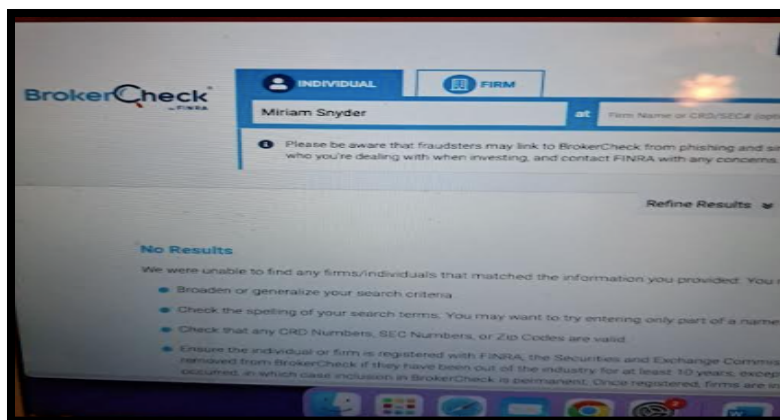 INDIVIDUAL
FIRM
BrokerCheck
by FINRA
Miriam Snyder
at
Firm Name or CRD/SEC# (opti
Please be aware that fraudsters may link to BrokerCheck from phishing and
who you're dealing with when investing, and contact FINRA with any concerns.
Refine Results
No Results
We were unable to find any firms/individuals that matched the information you provided. You
Broaden or generalize your search criteria
Check the spelling of your search terms. You may want to try entering only part of a name
Check that any CRD Numbers, SEC Numbers, or Zip Codes are valid.
Ensure the individual or firm is registered with FINRA, the Securities and Exchange Commis
removed from BrokerCheck if they have been out of the industry for at least 10 years, except
occurred, in which case inclusion in BrokerCheck is permanent. Once registered, firms are in